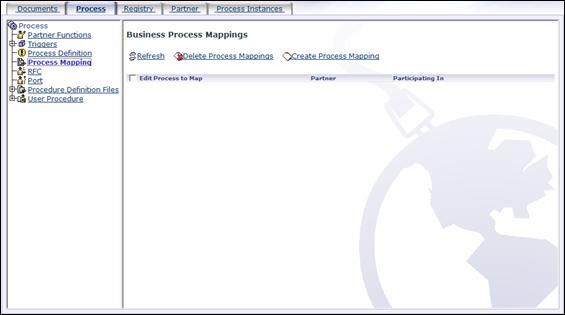 Documents Process Registry Partner Process Instances
Process
Partner Functions
Triggers
Process Definition
Process Mapping
RFC
Port
Procedure Definition Files
User Procedure
Business Process Mappings
Refresh Delete Process Mappings Create Process Mapping
Edit Process to Map Partner Participating In